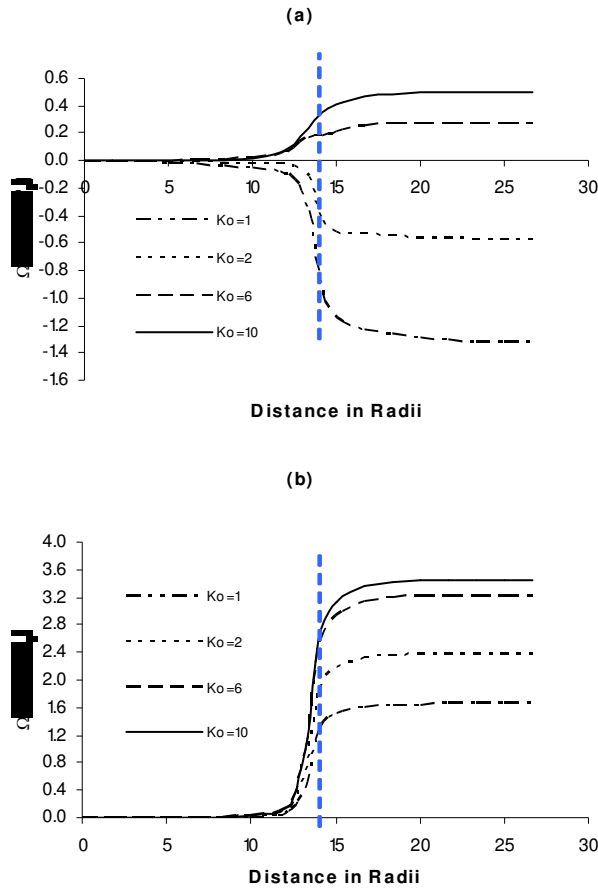 (a)
0.6
0.4
0.2
0.0
-0.2
-0.4
-0.6
-0.8
-1.0
-1.2
-1.4
-1.6
0 5 10 15 20 25 30
Ko=1
Ko=2
Ko=6
Ko=10
Ω
Distance in Radii
(b)
4.0
3.6
3.2
2.8
2.4
2.0
1.6
1.2
0.8
0.4
0.0
0 5 10 15 20 25 30
Ko=1
Ko=2
Ko=6
Ko=10
Ω
Distance in Radii